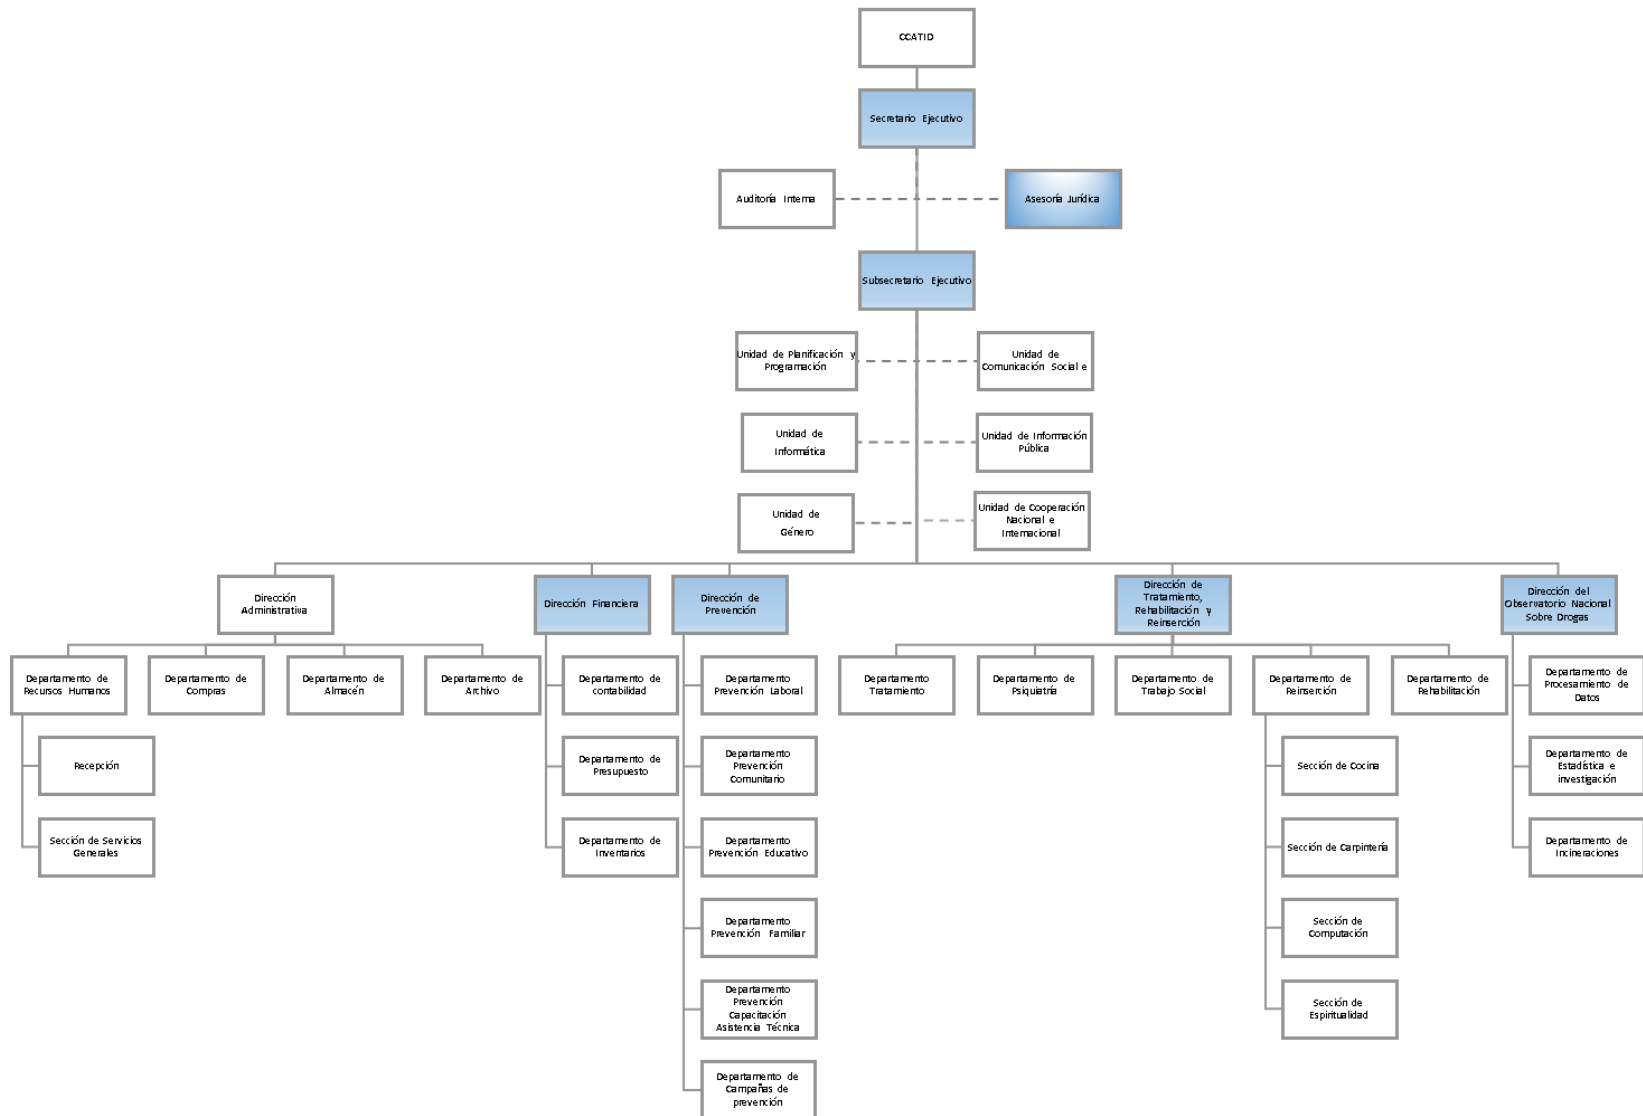 CCATID
Secretario Ejecutivo
Auditoría Interna
Asesoría Jurídica
Subsecretario Ejecutivo
Unidad de Planificación y
Programación
Unidad de
Comunicación Social e
Unidad de
Informática
Unidad de Información
Pública
Unidad de
Género
Unidad de Cooperación
Nacional e
Internacional
Dirección
Administrativa
Dirección Financiera
Dirección de
Prevención
Dirección de
Tratamiento,
Rehabilitación y
Reinserción
Dirección del
Observatorio Nacional
Sobre Drogas
Departamento de
Recursos Humanos
Departamento de
Compras
Departamento de
Almacén
Departamento de
Archivo
Departamento de
contabilidad
Departamento
Prevención Laboral
Departamento
Tratamiento
Departamento de
Psiquiatría
Departamento de
Trabajo Social
Departamento de
Reinserción
Departamento de
Rehabilitación
Departamento de
Procesamiento de
Datos
Recepción
Departamento de
Presupuesto
Departamento
Prevención
Comunitario
Sección de Cocina
Departamento de
Estadística e
investigación
Sección de Servicios
Generales
Departamento de
Inventarios
Departamento
Prevención Educativo
Sección de Carpintería
Departamento de
Incineraciones
Departamento
Prevención Familiar
Sección de
Computación
Departamento
Prevención
Capacitación
Asistencia Técnica
Sección de
Espiritualidad
Departamento de
Campañas de
prevención